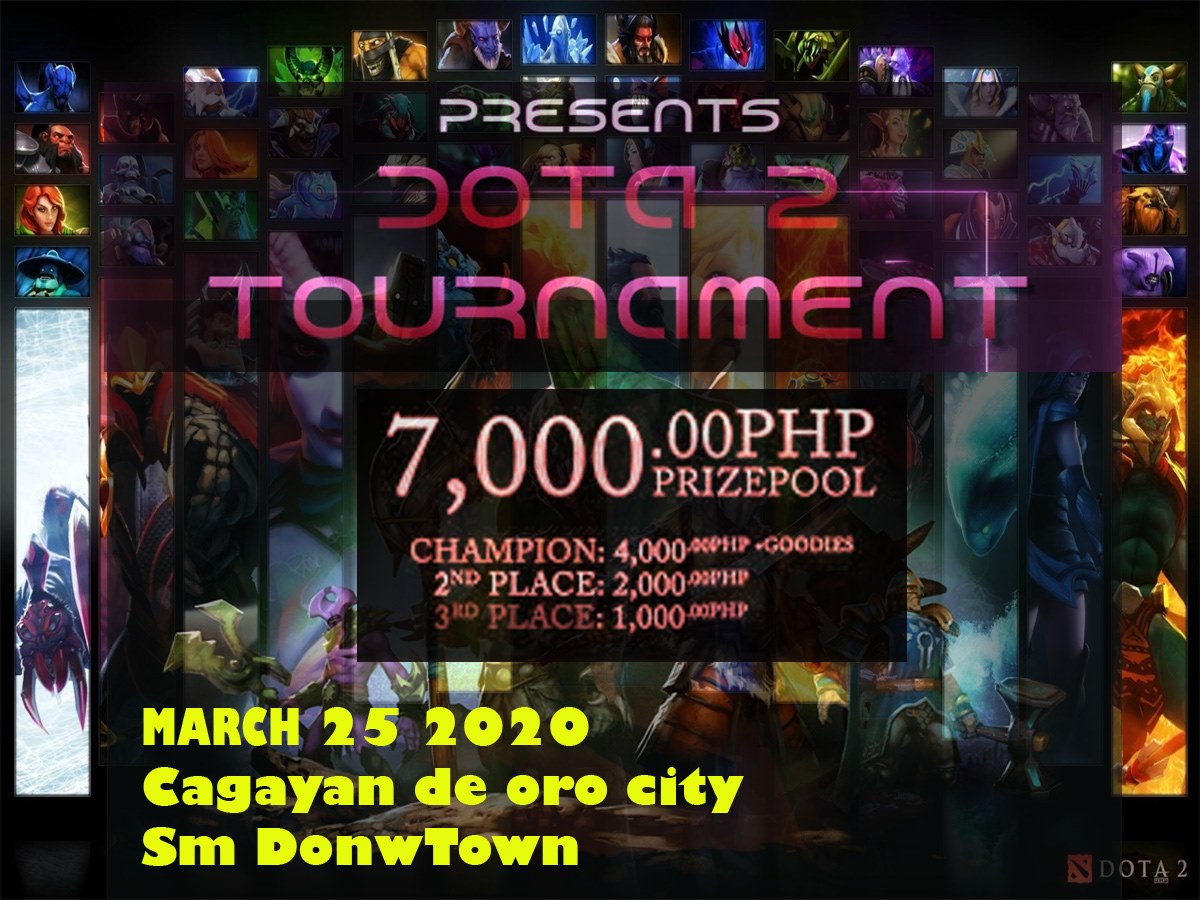 PRESENTS
DOTA 2
TOURNAMENT
7,000.00PHP
PRIZEPOOL
CHAMPION: 4,000.00PHP +GOODIES
2ND PLACE: 2,000.00PHP
3RD PLACE: 1,000.00PHP
MARCH 25 2020
Cagayan de oro city
Sm DonwTown
DOTA 2